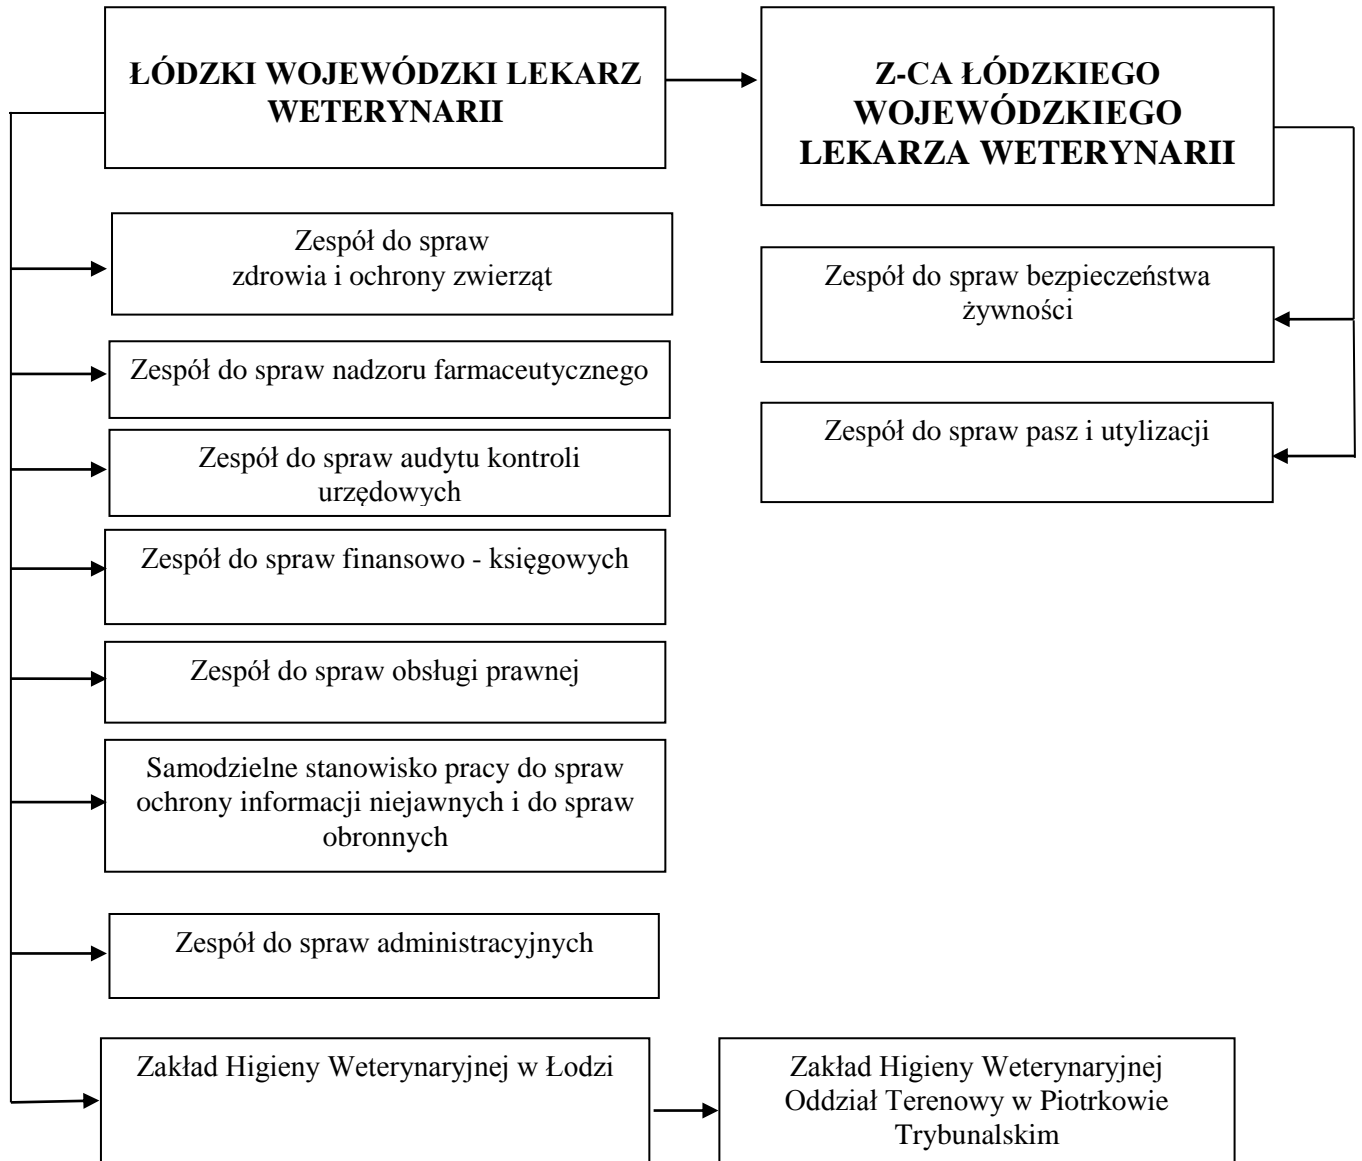 ŁÓDZKI WOJEWÓDZKI LEKARZ
WETERYNARII
Z-CA ŁÓDZKIEGO
WOJEWÓDZKIEGO
LEKARZA WETERYNARII
Zespół do spraw
zdrowia i ochrony zwierząt
Zespół do spraw nadzoru farmaceutycznego
Zespół do spraw audytu kontroli
urzędowych
Zespół do spraw finansowo - księgowych
Zespół do spraw obsługi prawnej
Samodzielne stanowisko pracy do spraw
ochrony informacji niejawnych i do spraw
obronnych
Zespół do spraw administracyjnych
Zakład Higieny Weterynaryjnej w Łodzi
Zakład Higieny Weterynaryjnej
Oddział Terenowy w Piotrkowie
Trybunalskim
Zespół do spraw bezpieczeństwa
żywności
Zespół do spraw pasz i utylizacji